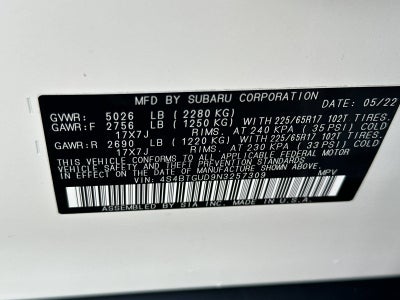 MFD BY SUBARU CORPORATION DATE: 05/22
GVWR: 5026 LB ( 2280 KG)
GAWR:F 2756 LB ( 1250 KG) WITH 225/65R17 102T TIRES,
17X7J RIMS, AT 240 KPA ( 35 PSI) COLD
GAWR:R 2690 LB ( 1220 KG) WITH 225/65R17 102T TIRES,
17X7J RIMS, AT 230 KPA ( 33 PSI) COLD
THIS VEHICLE CONFORMS TO ALL APPLICABLE FEDERAL MOTOR
VEHICLE SAFETY AND THEFT PREVENTION STANDARDS
IN EFFECT ON THE DATE OF MANUFACTURE SHOWN ABOVE.
VIN: 4S4BTGUD9N3257309 MPV
ASSEMBLED BY SIA INC. MADE IN U.S.A.